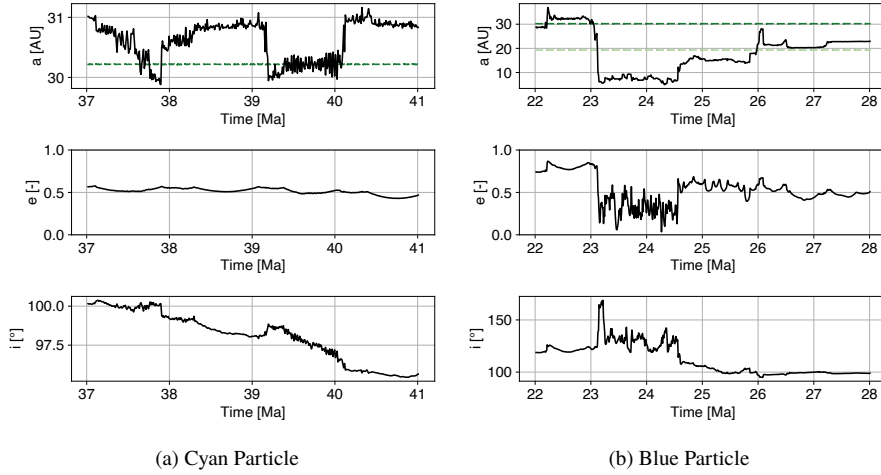 31
30
a [AU]
37 38 39 40 41
Time [Ma]
1.0
0.5
0.0
e [-]
37 38 39 40 41
Time [Ma]
100.0
97.5
i [°]
37 38 39 40 41
Time [Ma]
(a) Cyan Particle
30
20
10
a [AU]
22 23 24 25 26 27 28
Time [Ma]
1.0
0.5
0.0
e [-]
22 23 24 25 26 27 28
Time [Ma]
150
100
i [°]
22 23 24 25 26 27 28
Time [Ma]
(b) Blue Particle